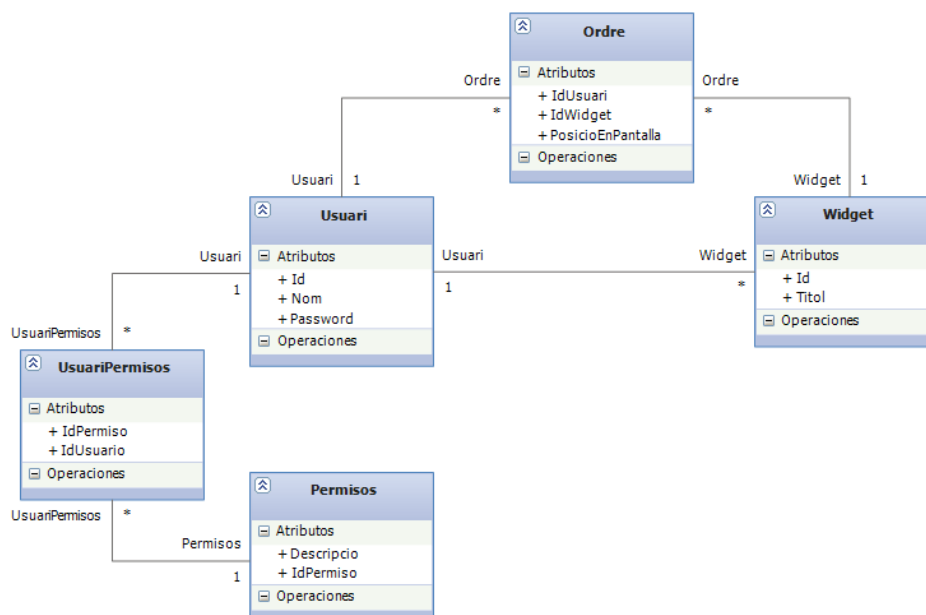 Ordre
Atributos
+ IdUsuari
+ IdWidget
+ PosicioEnPantalla
Operaciones
Ordre
*
Ordre
*
Usuari
1
Widget
1
Usuari
Atributos
+ Id
+ Nom
+ Password
Operaciones
Widget
Atributos
+ Id
+ Titol
Operaciones
Usuari
1
Widget
*
Usuari
1
UsuariPermisos
*
UsuariPermisos
Atributos
+ IdPermiso
+ IdUsuario
Operaciones
UsuariPermisos
*
Permisos
1
Permisos
Atributos
+ Descripcio
+ IdPermiso
Operaciones